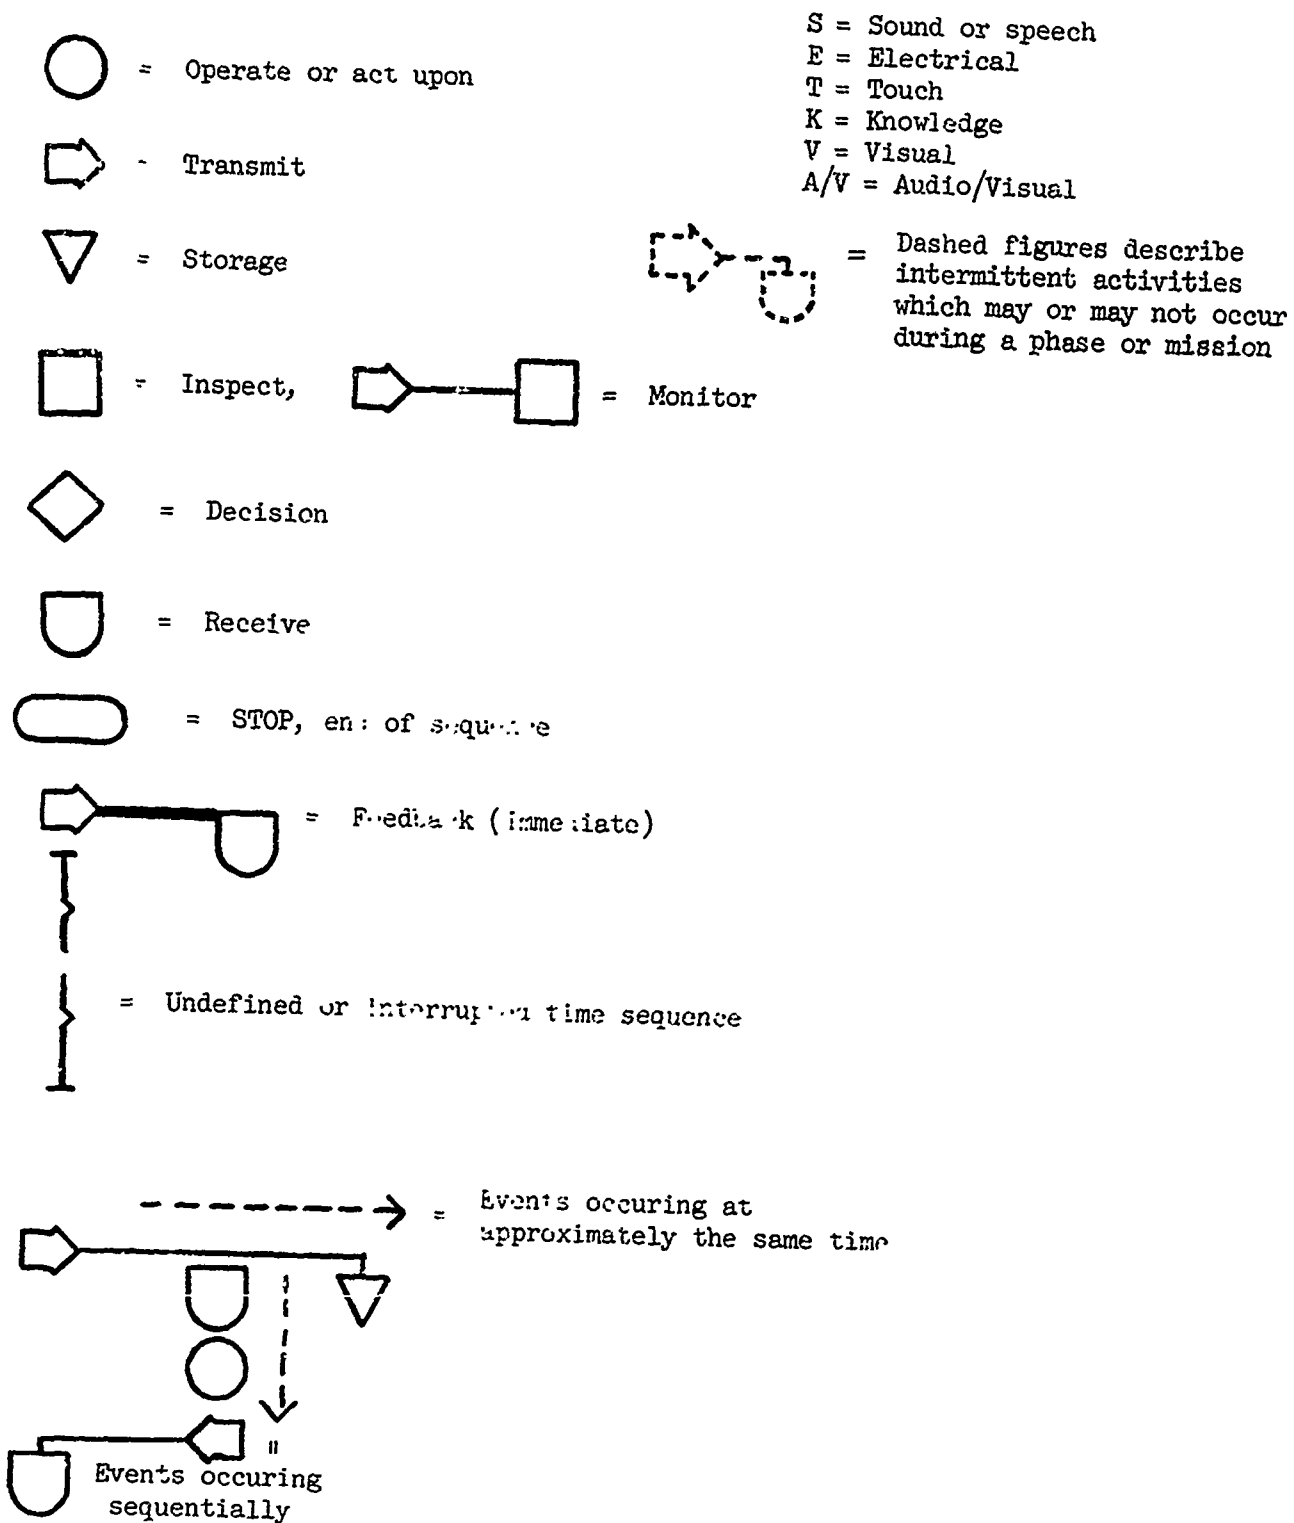 S = Sound or speech
E = Electrical
T = Touch
K = Knowledge
V = Visual
A/V = Audio/Visual
= Operate or act upon
- Transmit
= Storage
= Dashed figures describe
intermittent activities
which may or may not occur
during a phase or mission
= Inspect,
= Monitor
= Decision
= Receive
= STOP, of
= (immediate)
= Undefined or time sequence
= Events occuring at
approximately the same time
=
Events occuring
sequentially